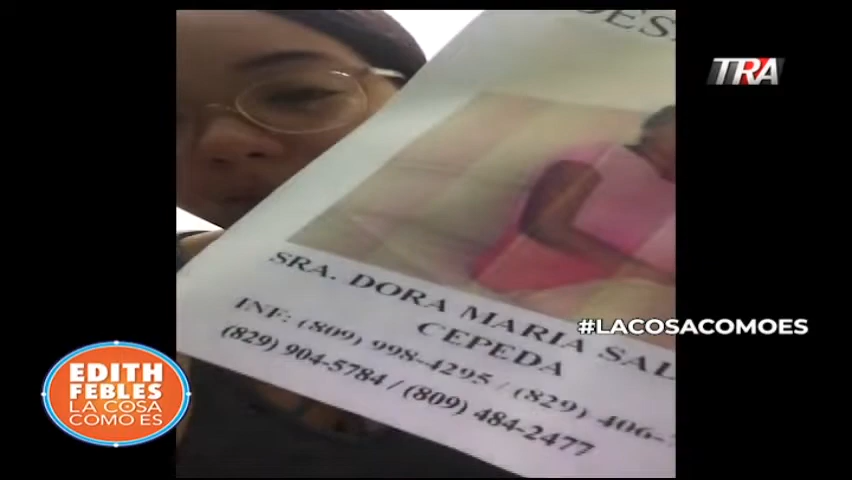 TRA
SRA. DORA MARIA SAL
CEPEDA
INF: (809) 998-4295 / (829) 406-
(829) 904-5784 / (809) 484-2477
#LACOSACOMOES
EDITH
FEBLES
LA COSA
COMO ES